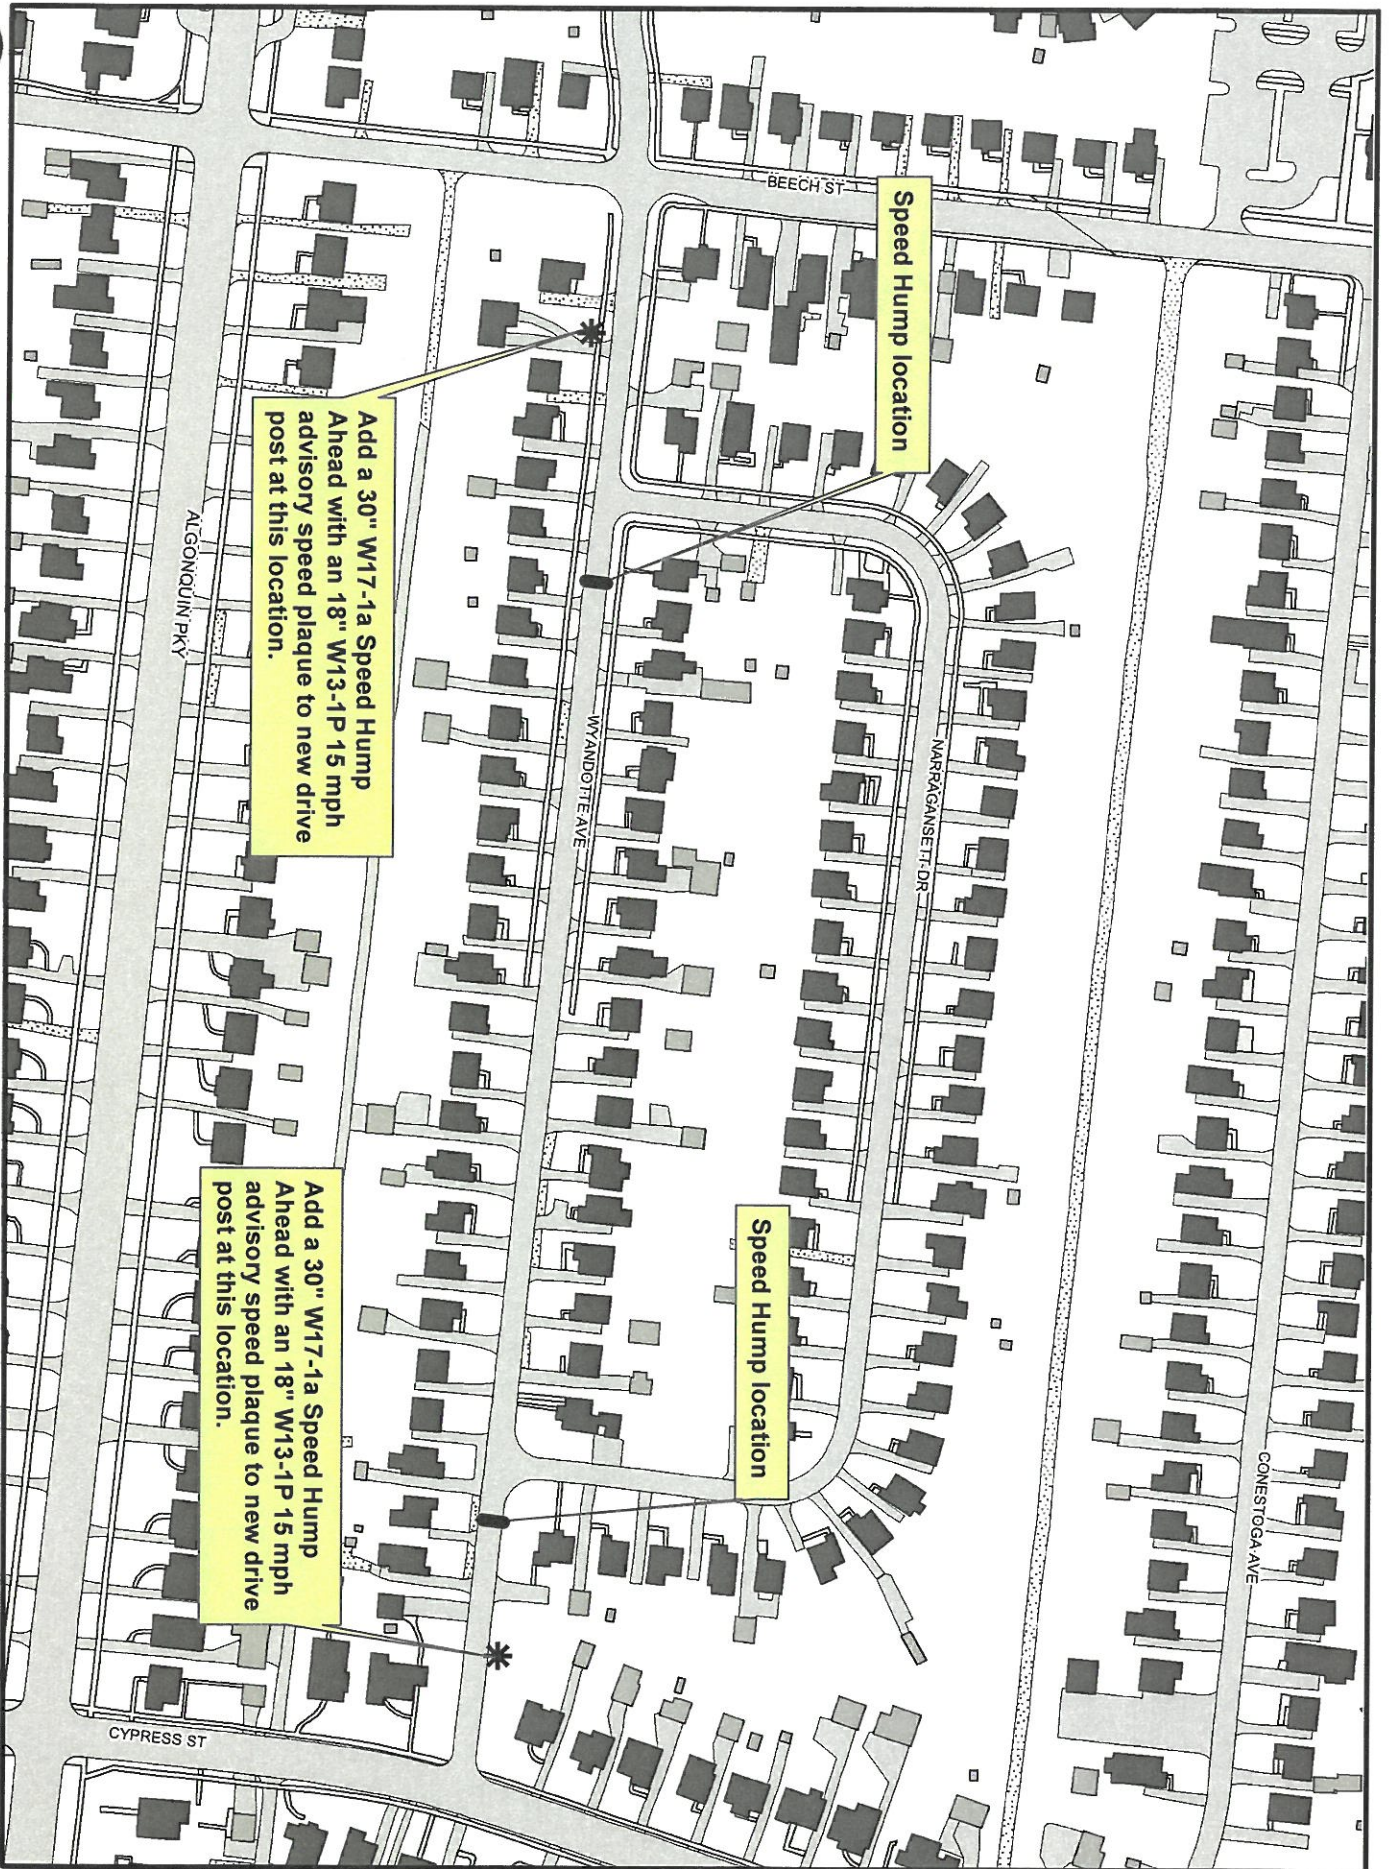 BEECH ST
Speed Hump location
Add a 30" W17-1a Speed Hump
Ahead with an 18" W13-1P 15 mph
advisory speed plaque to new drive
post at this location.
ALGONQUIN PKY
WYANDOTTE AVE
NARRAGANSETT DR
Speed Hump location
Add a 30" W17-1a Speed Hump
Ahead with an 18" W13-1P 15 mph
advisory speed plaque to new drive
post at this location.
CONESTOGA AVE
CYPRESS ST